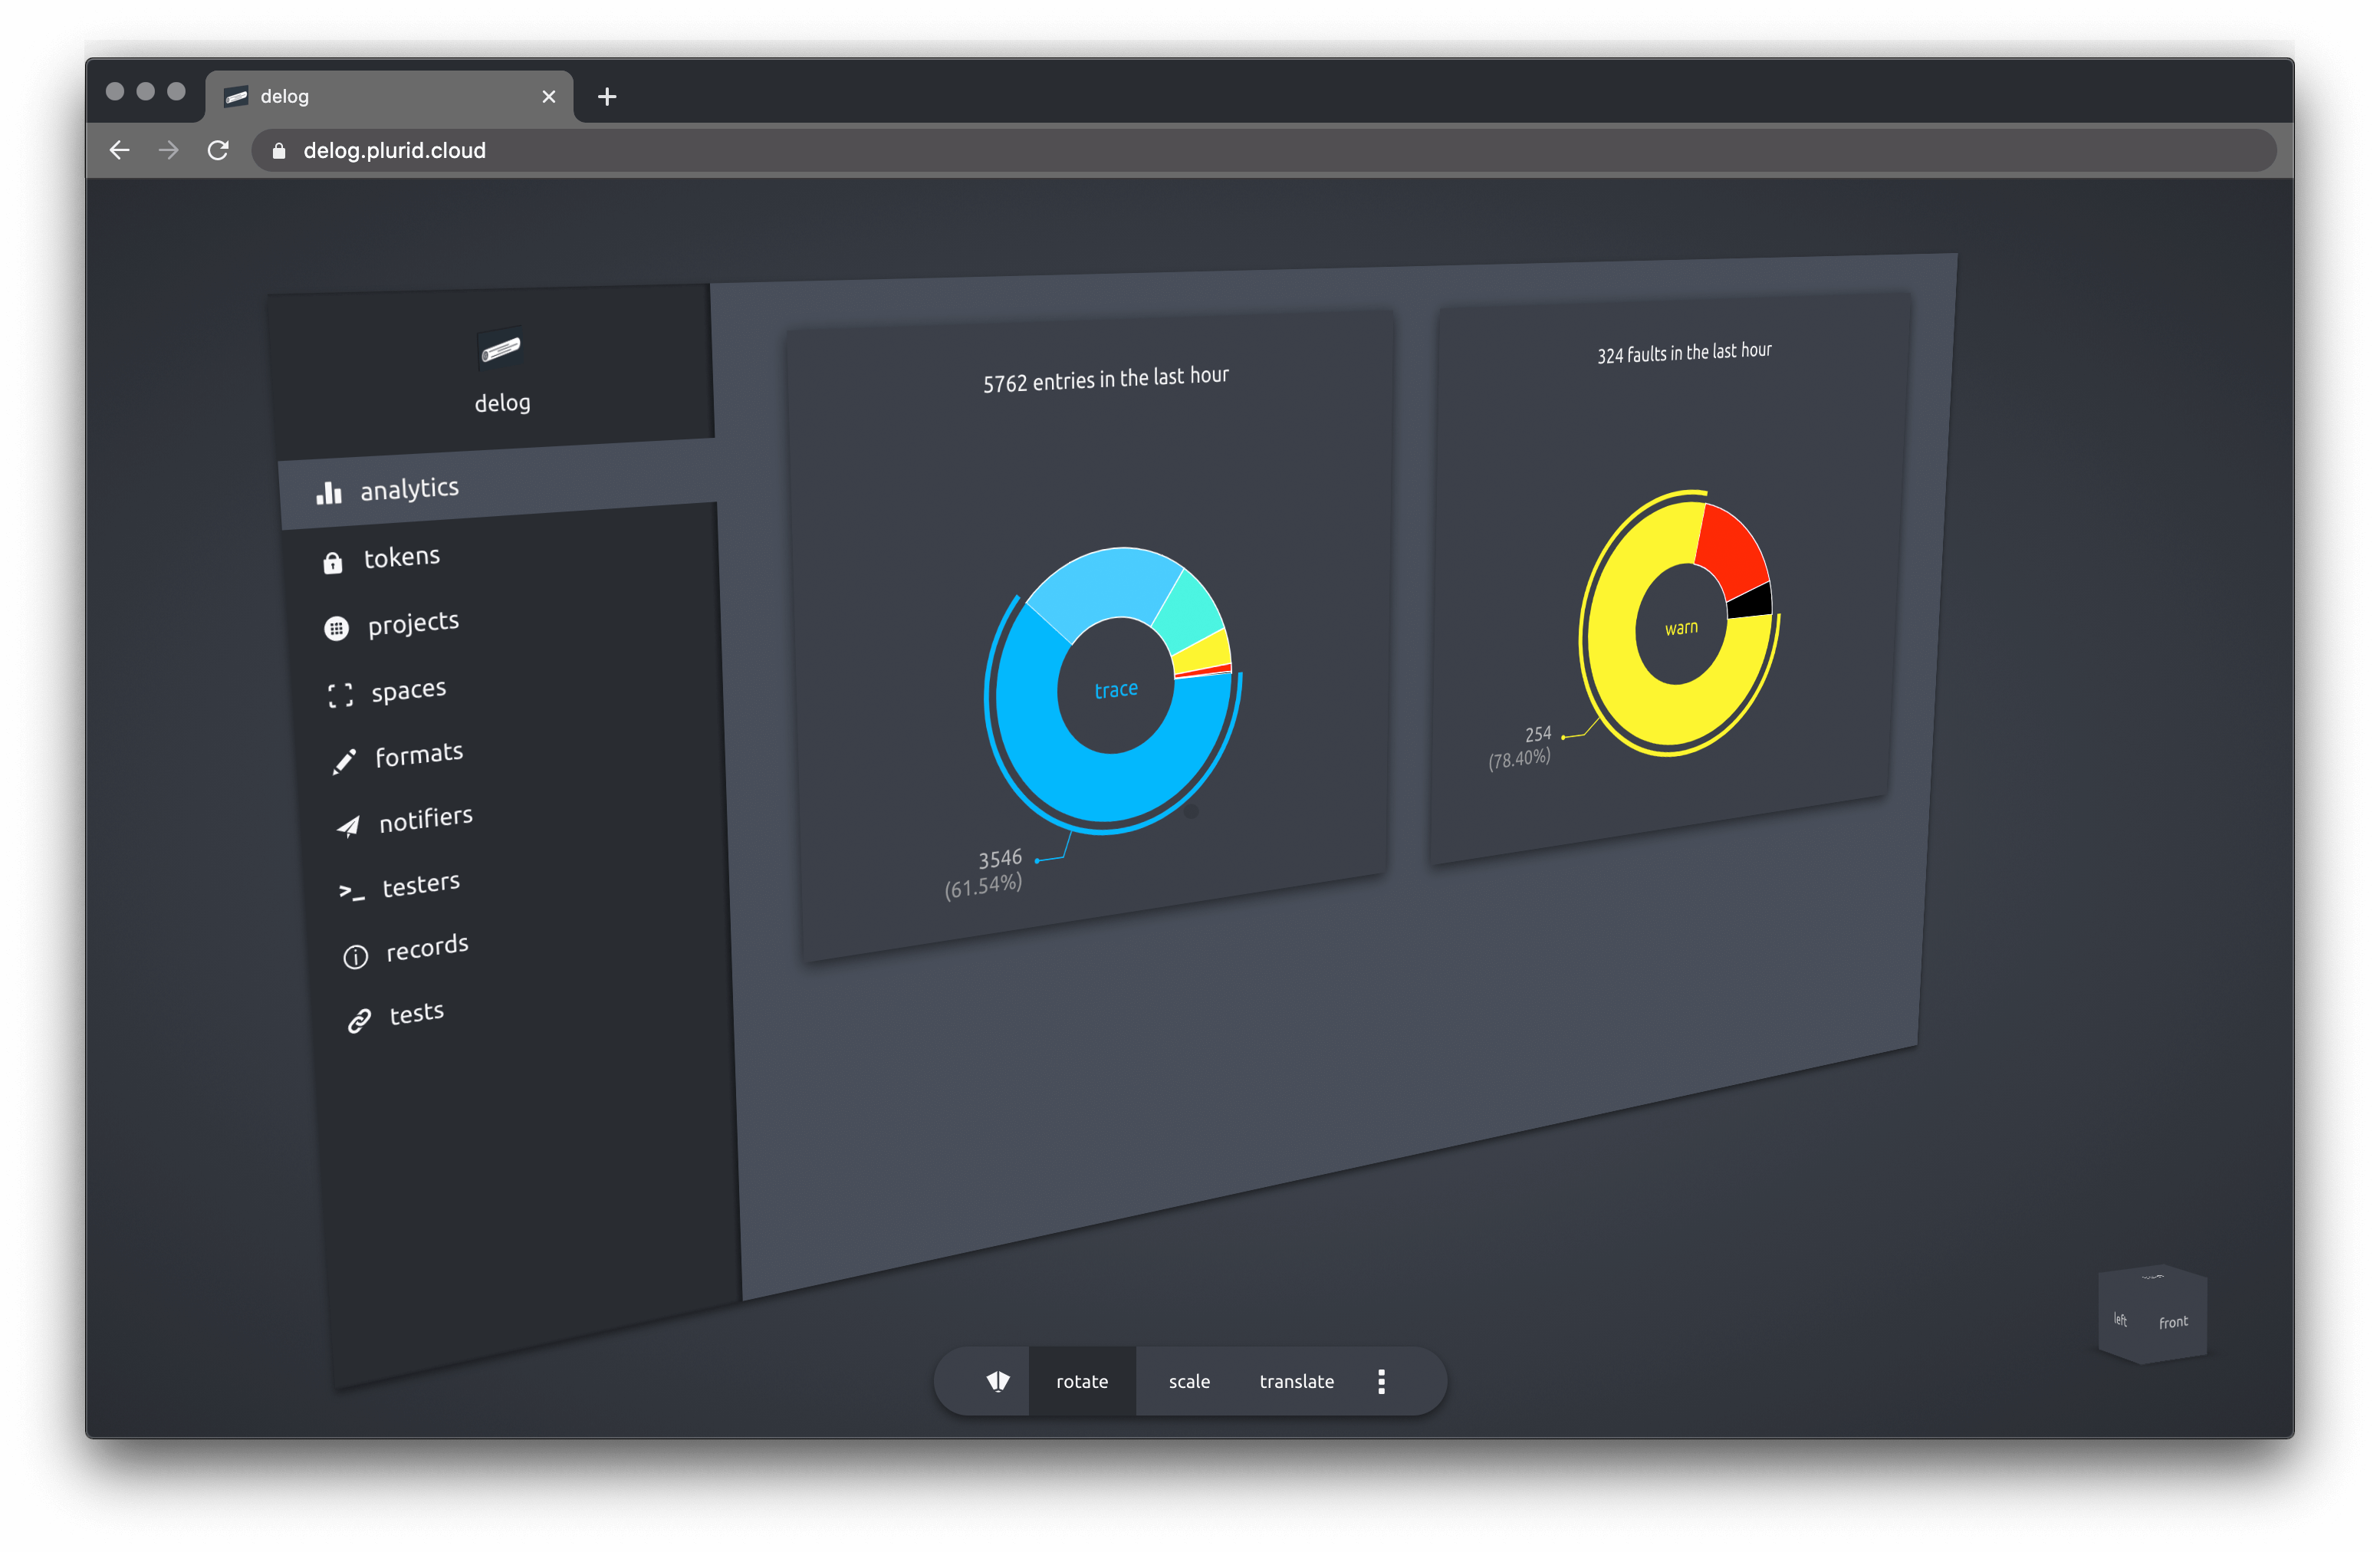 delog
delog.plurid.cloud
delog
analytics
tokens
projects
spaces
formats
notifiers
testers
records
tests
5762 entries in the last hour
trace
3546
(61.54%)
324 faults in the last hour
warn
254
(78.40%)
left
front
rotate
scale
translate